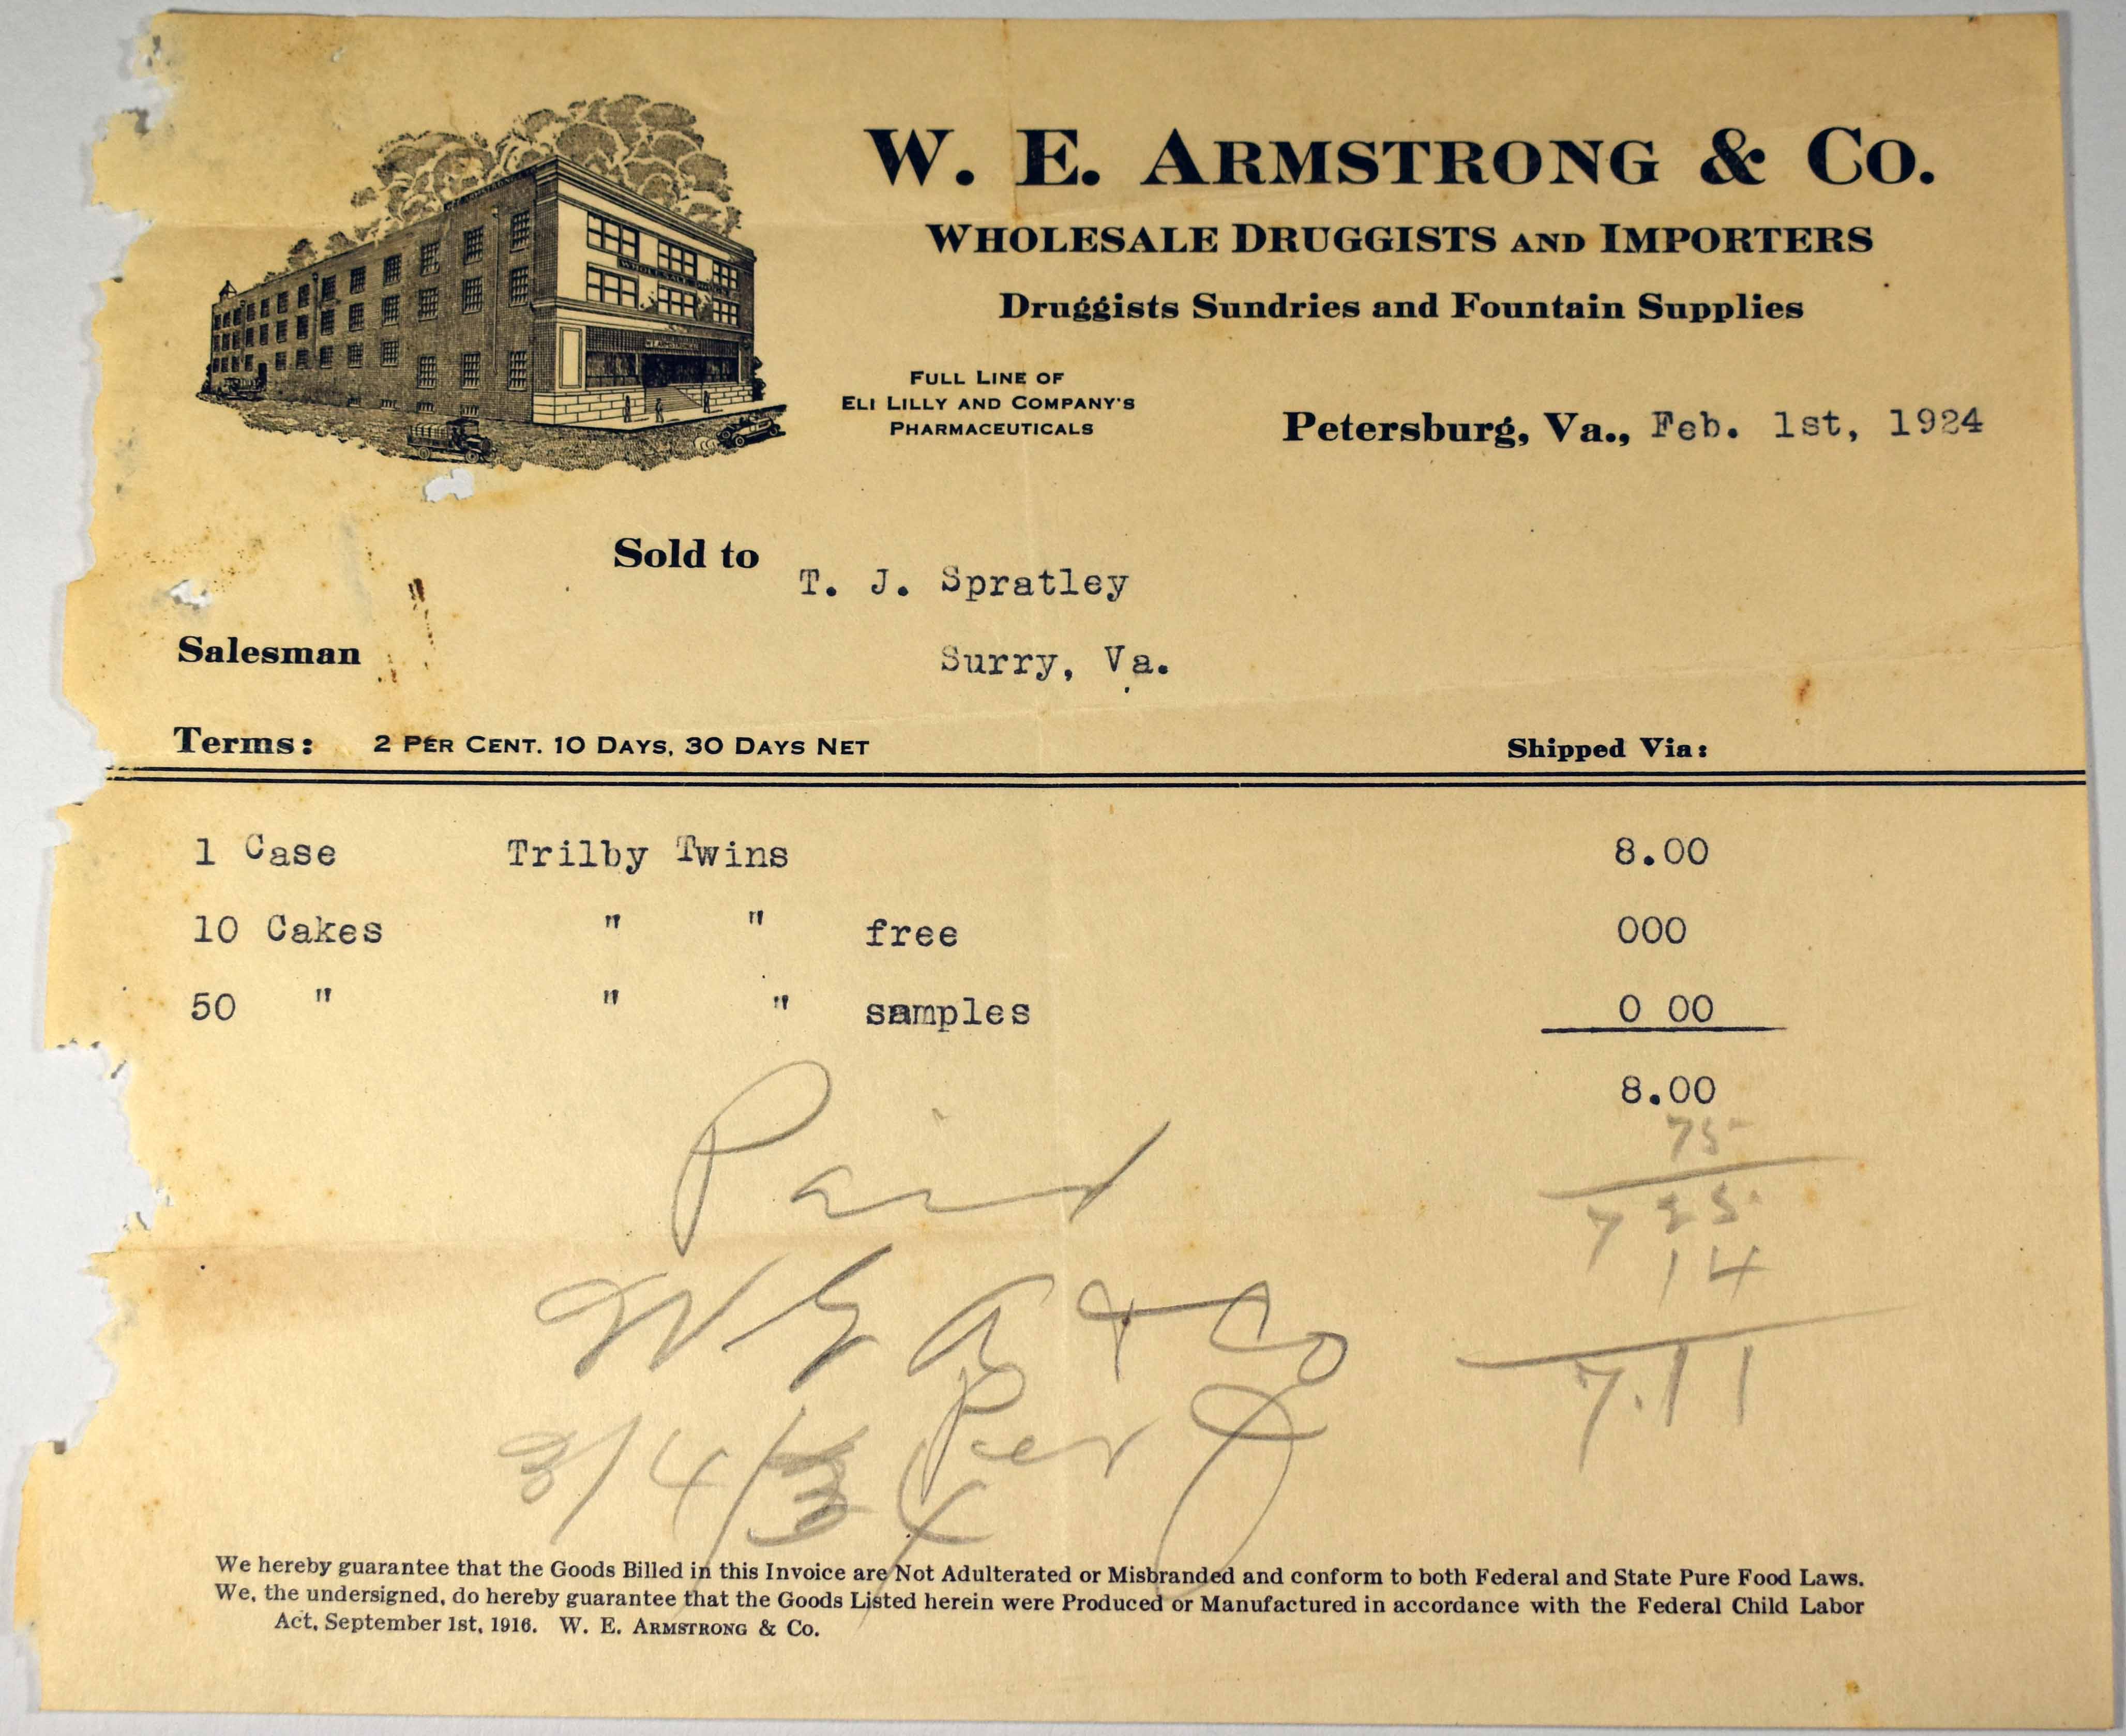 W. E. ARMSTRONG & CO.
WHOLESALE DRUGGISTS AND IMPORTERS
Druggists Sundries and Fountain Supplies
FULL LINE OF
ELI LILLY AND COMPANY'S
PHARMACEUTICALS
Petersburg, Va., Feb. 1st, 1924
Sold to
T. J. Spratley
Surry, Va.
Salesman
Terms: 2 PER CENT. 10 DAYS, 30 DAYS NET
Shipped Via:
1 Case Trilby Twins 8.00
10 Cakes " " free 000
50 " " " samples 0 00
8.00
75
7 25
14
7.11
Paid
W E A & Co
Per
3/4/
We hereby guarantee that the Goods Billed in this Invoice are Not Adulterated or Misbranded and conform to both Federal and State Pure Food Laws.
We, the undersigned, do hereby guarantee that the Goods Listed herein were Produced or Manufactured in accordance with the Federal Child Labor
Act, September 1st, 1916. W. E. ARMSTRONG & CO.